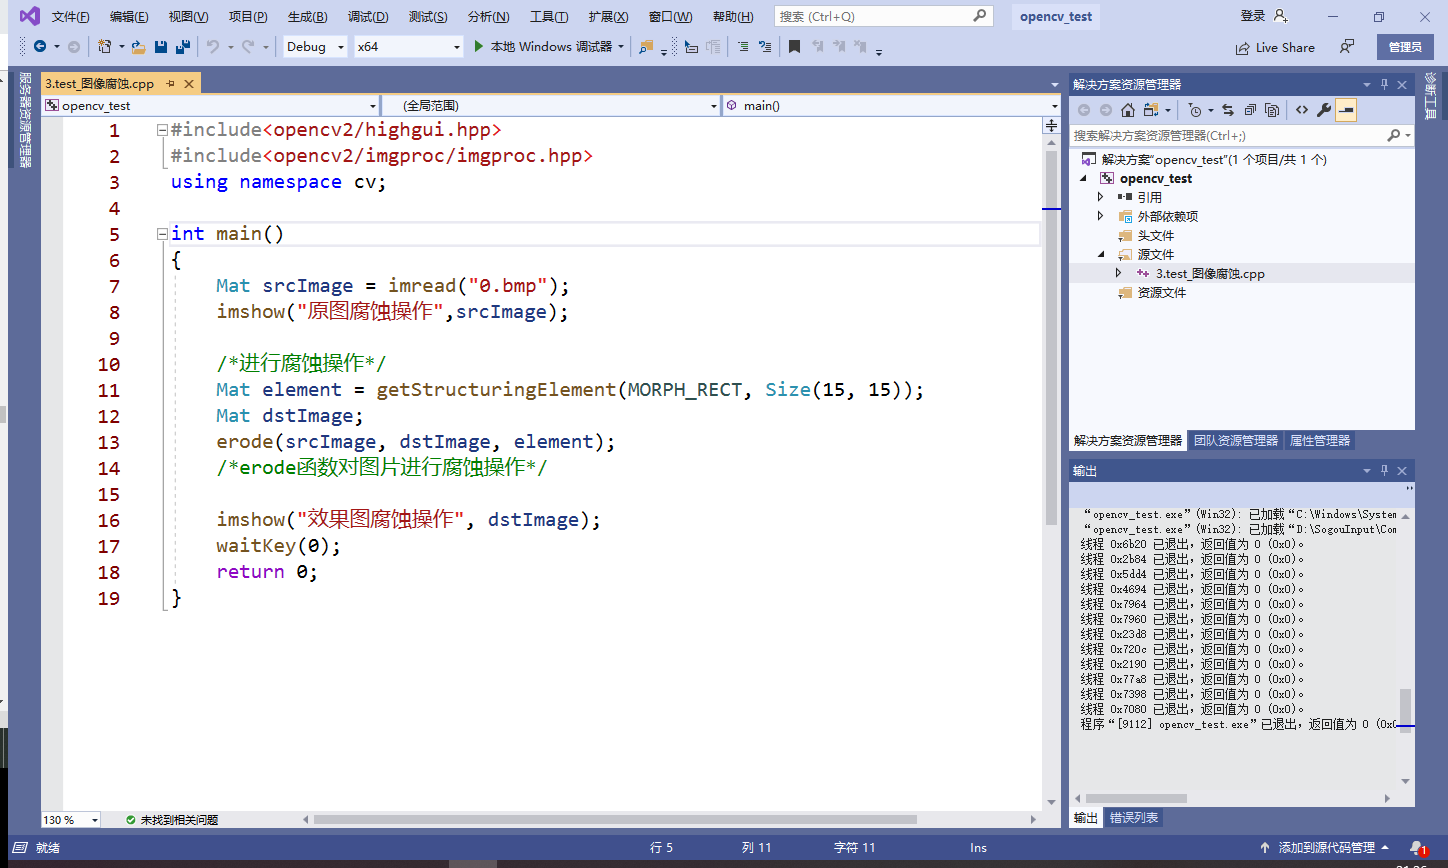 文件(F) 编辑(E) 视图(V) 项目(P) 生成(B) 调试(D) 测试(S) 分析(N) 工具(T) 扩展(X) 窗口(W) 帮助(H) 搜索 (Ctrl+Q) opencv_test 登录
Debug x64 本地 Windows 调试器 Live Share 管理员
服务器资源管理器
3.test_图像腐蚀.cpp
opencv_test (全局范围) main()
1 #include<opencv2/highgui.hpp>
2 #include<opencv2/imgproc/imgproc.hpp>
3 using namespace cv;
4
5 int main()
6 {
7 Mat srcImage = imread("0.bmp");
8 imshow("原图腐蚀操作",srcImage);
9
10 /*进行腐蚀操作*/
11 Mat element = getStructuringElement(MORPH_RECT, Size(15, 15));
12 Mat dstImage;
13 erode(srcImage, dstImage, element);
14 /*erode函数对图片进行腐蚀操作*/
15
16 imshow("效果图腐蚀操作", dstImage);
17 waitKey(0);
18 return 0;
19 }
130 % 未找到相关问题
解决方案资源管理器
搜索解决方案资源管理器(Ctrl+;)
解决方案"opencv_test"(1 个项目/共 1 个)
opencv_test
引用
外部依赖项
头文件
源文件
3.test_图像腐蚀.cpp
资源文件
解决方案资源管理器 团队资源管理器 属性管理器
诊断工具
输出
“opencv_test.exe”(Win32): 已加载“C:\Windows\System
“opencv_test.exe”(Win32): 已加载“D:\SogouInput\Com
线程 0x6b20 已退出，返回值为 0 (0x0)。
线程 0x2b84 已退出，返回值为 0 (0x0)。
线程 0x5dd4 已退出，返回值为 0 (0x0)。
线程 0x4694 已退出，返回值为 0 (0x0)。
线程 0x7964 已退出，返回值为 0 (0x0)。
线程 0x7960 已退出，返回值为 0 (0x0)。
线程 0x23d8 已退出，返回值为 0 (0x0)。
线程 0x720c 已退出，返回值为 0 (0x0)。
线程 0x2190 已退出，返回值为 0 (0x0)。
线程 0x77a8 已退出，返回值为 0 (0x0)。
线程 0x7398 已退出，返回值为 0 (0x0)。
线程 0x7080 已退出，返回值为 0 (0x0)。
程序“[9112] opencv_test.exe”已退出，返回值为 0 (0x0
输出 错误列表
就绪 行 5 列 11 字符 11 Ins 添加到源代码管理 1